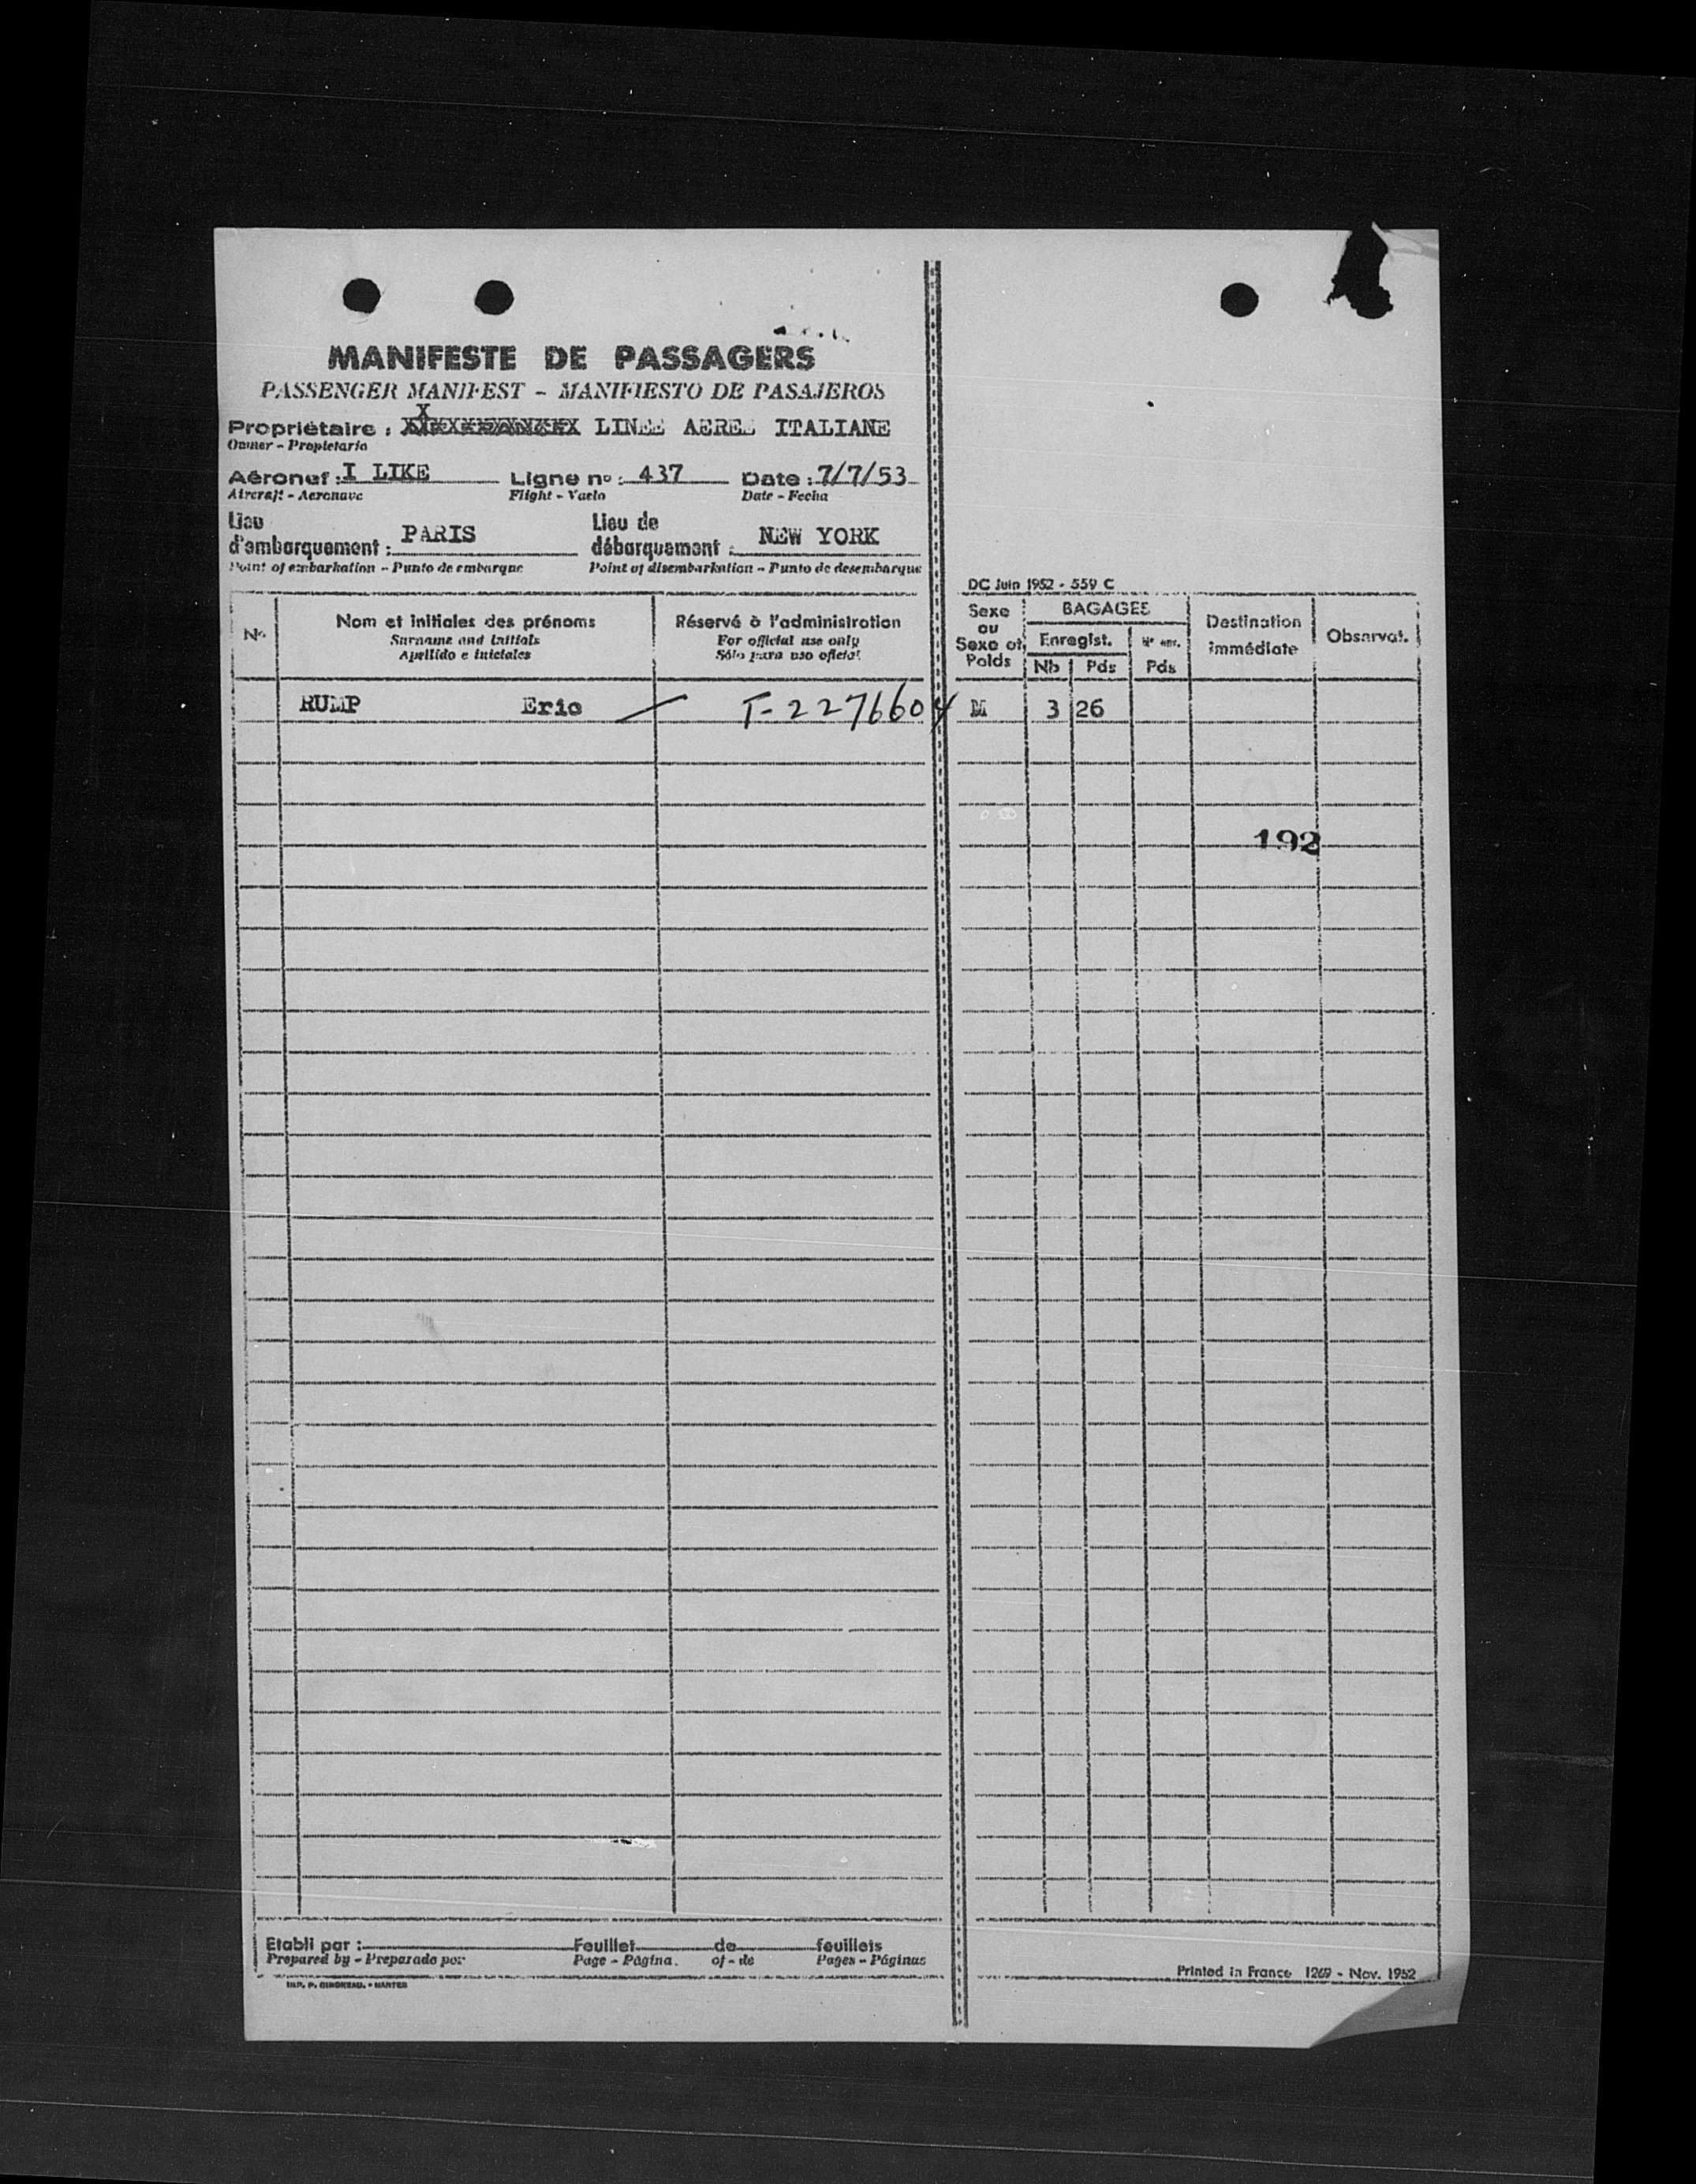 MANIFESTE DE PASSAGERS
PASSENGER MANIFEST - MANIFIESTO DE PASAJEROS
Propriétaire : LINEE AEREE ITALIANE
Owner - Propietario
Aéronef : I LIKE Ligne no : 437 Date : 7/7/53
Aircraft - Aeronave Flight - Vuelo Date - Fecha
Lieu d'embarquement : PARIS Lieu de débarquement : NEW YORK
Point of embarkation - Punto de embarque Point of disembarkation - Punto de desembarque
DC Juin 1952 - 559 C
No Nom et initiales des prénoms Réservé à l'administration Sexe ou Sexe et Poids BAGAGES Destination immédiate Observat.
Surname and initials For official use only Enregist. Nb Pds Pds
Apellido e iniciales Sólo para uso oficial
RUMP Eric T-2276604 M 3 26
192
Etabli par : Feuillet de feuillets
Prepared by - Preparado por Page - Página. of - de Pages - Páginas
Printed in France 1269 - Nov. 1952